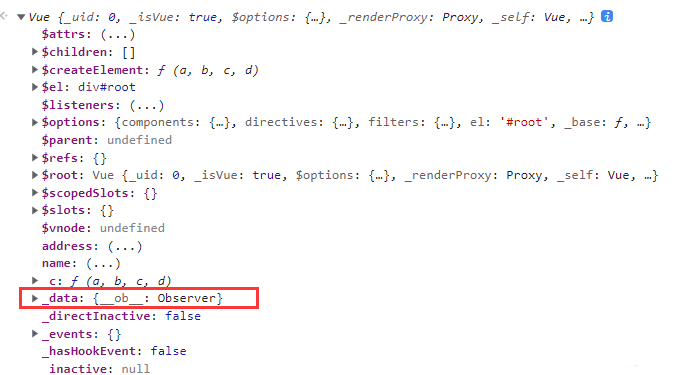 Vue {_uid: 0, _isVue: true, $options: {…}, _renderProxy: Proxy, _self: Vue, …} i
$attrs: (...)
$children: []
$createElement: ƒ (a, b, c, d)
$el: div#root
$listeners: (...)
$options: {components: {…}, directives: {…}, filters: {…}, el: '#root', _base: ƒ, …}
$parent: undefined
$refs: {}
$root: Vue {_uid: 0, _isVue: true, $options: {…}, _renderProxy: Proxy, _self: Vue, …}
$scopedSlots: {}
$slots: {}
$vnode: undefined
address: (...)
name: (...)
_c: ƒ (a, b, c, d)
_data: {__ob__: Observer}
_directInactive: false
_events: {}
_hasHookEvent: false
_inactive: null